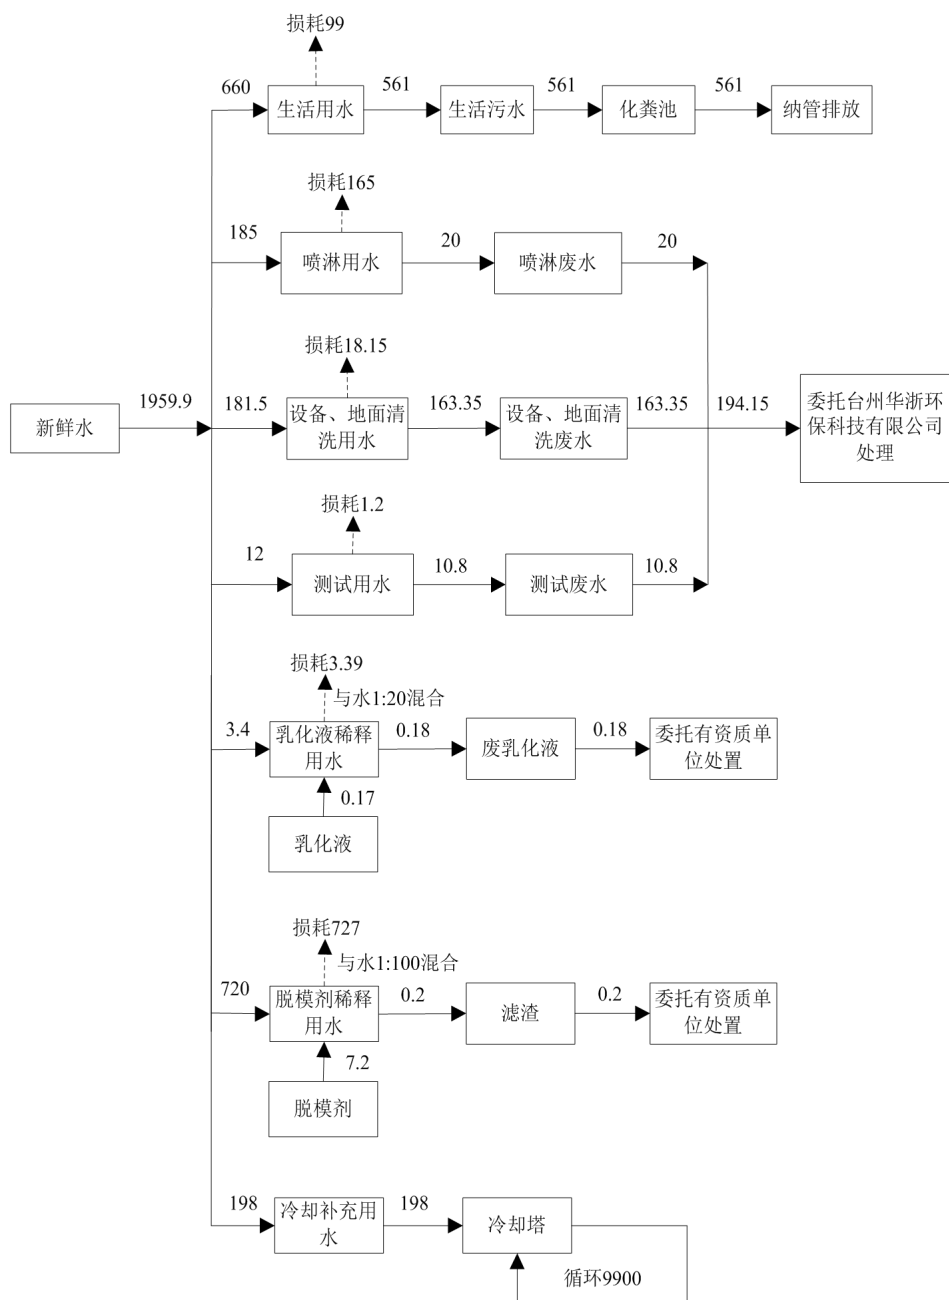 损耗99
660
生活用水
561
生活污水
561
化粪池
561
纳管排放
损耗165
185
喷淋用水
20
喷淋废水
20
损耗18.15
新鲜水
1959.9
181.5
设备、地面清
洗用水
163.35
设备、地面清
洗废水
163.35
194.15
委托台州华浙环
保科技有限公司
处理
损耗1.2
12
测试用水
10.8
测试废水
10.8
损耗3.39
与水1:20混合
3.4
乳化液稀释
用水
0.18
废乳化液
0.18
委托有资质单
位处置
0.17
乳化液
损耗727
与水1:100混合
720
脱模剂稀释
用水
0.2
滤渣
0.2
委托有资质单
位处置
7.2
脱模剂
198
冷却补充用
水
198
冷却塔
循环9900